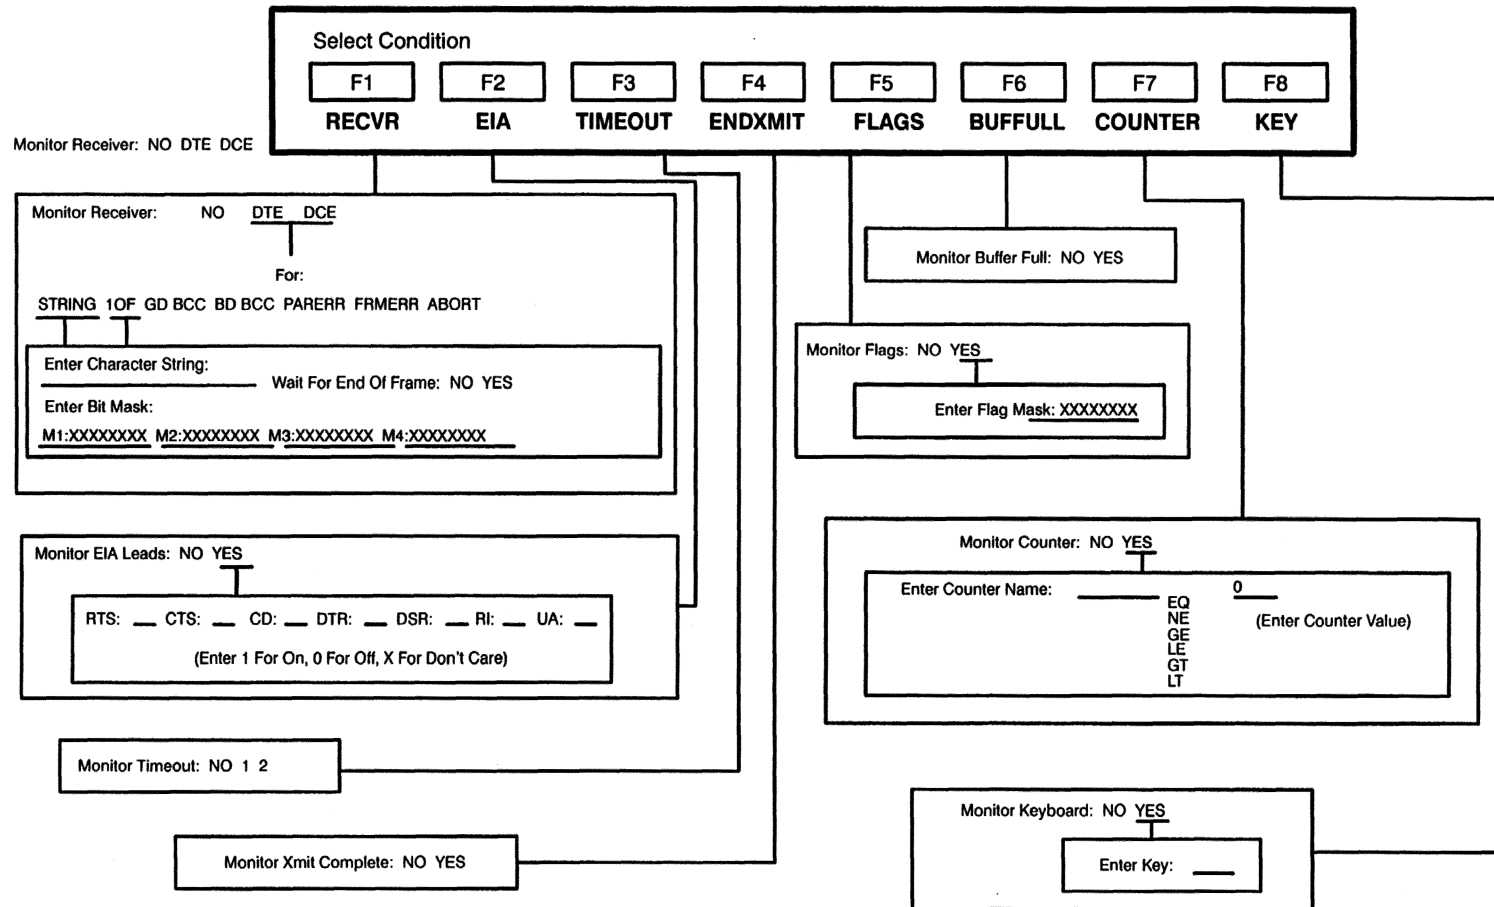 Select Condition
F1 F2 F3 F4 F5 F6 F7 F8
RECVR EIA TIMEOUT ENDXMIT FLAGS BUFFULL COUNTER KEY
Monitor Receiver: NO DTE DCE
Monitor Receiver: NO DTE DCE
For:
STRING 1OF GD BCC BD BCC PARERR FRMERR ABORT
Enter Character String:
Wait For End Of Frame: NO YES
Enter Bit Mask:
M1:XXXXXXXX M2:XXXXXXXX M3:XXXXXXXX M4:XXXXXXXX
Monitor EIA Leads: NO YES
RTS: CTS: CD: DTR: DSR: RI: UA:
(Enter 1 For On, 0 For Off, X For Don't Care)
Monitor Timeout: NO 1 2
Monitor Xmit Complete: NO YES
Monitor Buffer Full: NO YES
Monitor Flags: NO YES
Enter Flag Mask: XXXXXXXX
Monitor Counter: NO YES
Enter Counter Name: 0
EQ
NE
GE
LE
GT
LT
(Enter Counter Value)
Monitor Keyboard: NO YES
Enter Key: